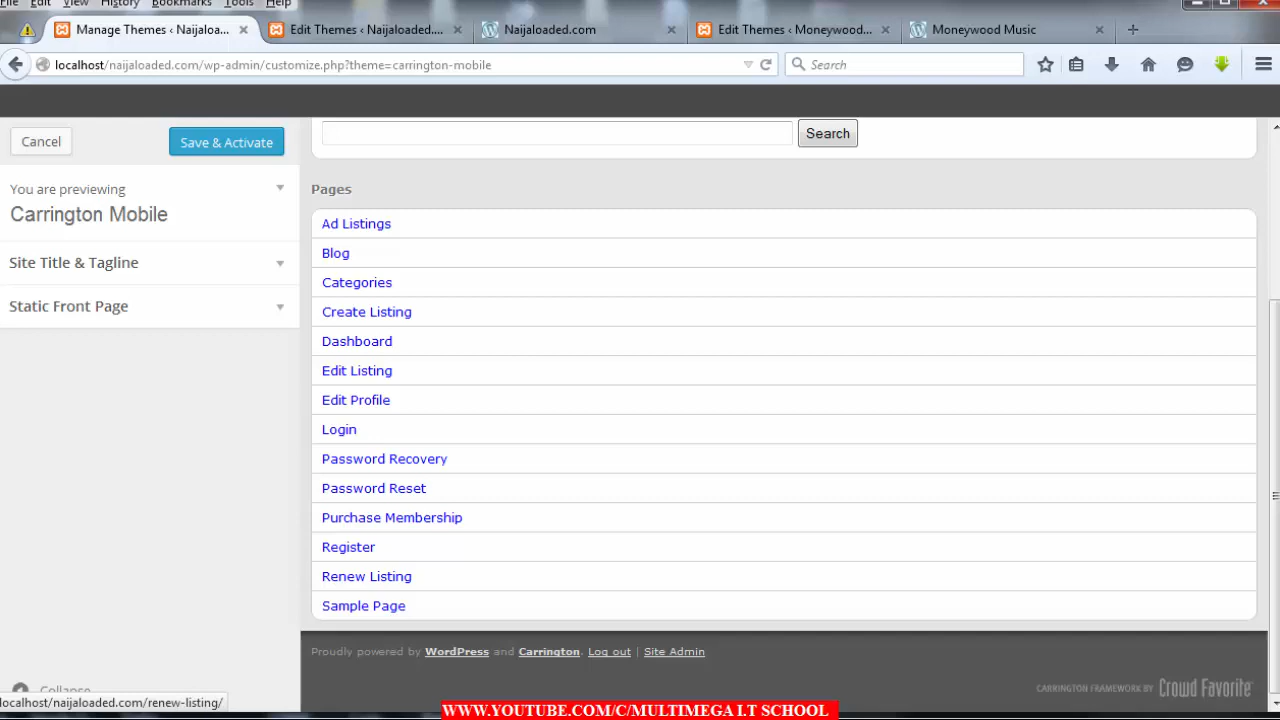 File Edit View History Bookmarks Tools Help
Manage Themes ‹ Naijaloa...
Edit Themes ‹ Naijaloaded....
Naijaloaded.com
Edit Themes ‹ Moneywood...
Moneywood Music
localhost/naijaloaded.com/wp-admin/customize.php?theme=carrington-mobile
Search
Cancel
Save & Activate
Search
You are previewing
Carrington Mobile
Site Title & Tagline
Static Front Page
Pages
Ad Listings
Blog
Categories
Create Listing
Dashboard
Edit Listing
Edit Profile
Login
Password Recovery
Password Reset
Purchase Membership
Register
Renew Listing
Sample Page
Proudly powered by WordPress and Carrington. Log out | Site Admin
CARRINGTON FRAMEWORK BY Crowd Favorite
Collapse
localhost/naijaloaded.com/renew-listing/
WWW.YOUTUBE.COM/C/MULTIMEGA I.T SCHOOL